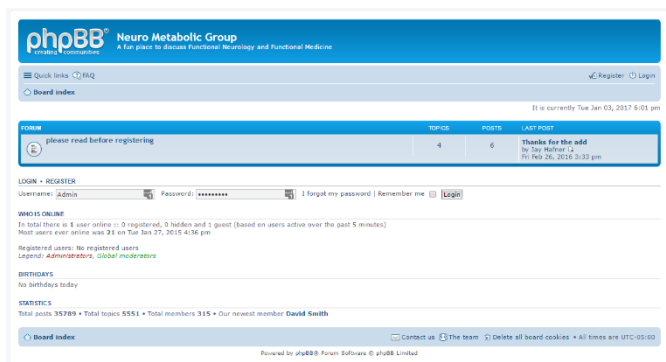 phpBB®
creating communities
Neuro Metabolic Group
A fun place to discuss Functional Neurology and Functional Medicine
Quick links FAQ
Register Login
Board index
It is currently Tue Jan 03, 2017 6:01 pm
FORUM TOPICS POSTS LAST POST
please read before registering 4 6 Thanks for the add
by Jay Hafner
Fri Feb 26, 2016 3:33 pm
LOGIN • REGISTER
Username: Admin Password: ••••••••• I forgot my password | Remember me Login
WHO IS ONLINE
In total there is 1 user online :: 0 registered, 0 hidden and 1 guest (based on users active over the past 5 minutes)
Most users ever online was 21 on Tue Jan 27, 2015 4:36 pm
Registered users: No registered users
Legend: Administrators, Global moderators
BIRTHDAYS
No birthdays today
STATISTICS
Total posts 35789 • Total topics 5551 • Total members 315 • Our newest member David Smith
Board index Contact us The team Delete all board cookies • All times are UTC-05:00
Powered by phpBB® Forum Software © phpBB Limited